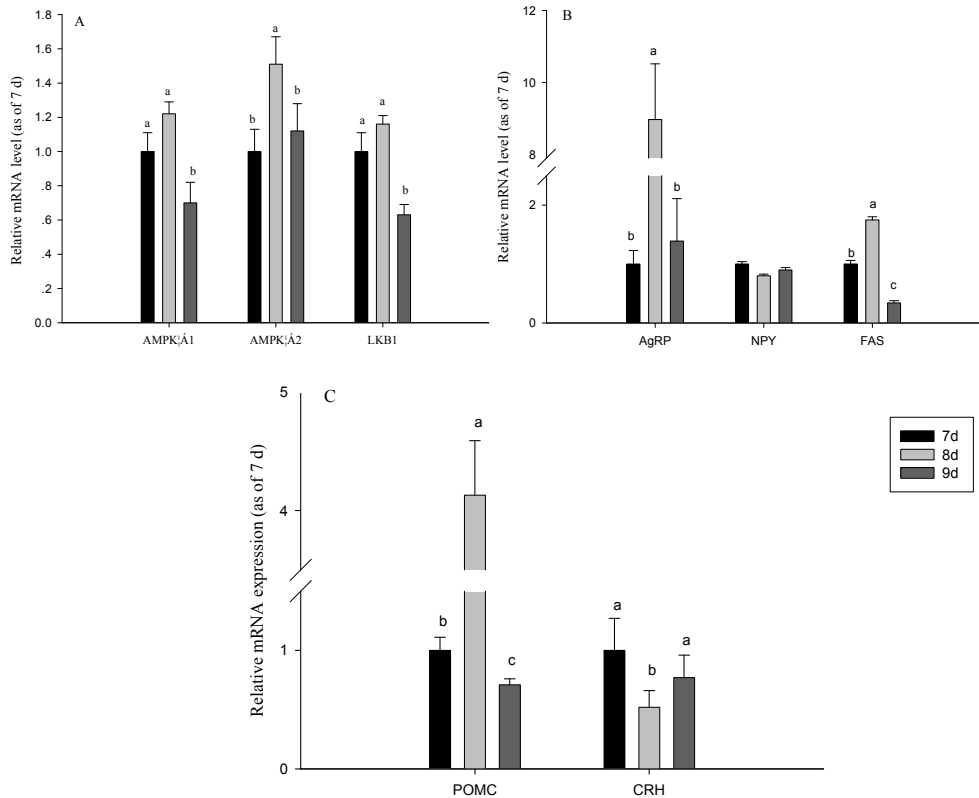 A
Relative mRNA level (as of 7 d)
1.8
1.6
1.4
1.2
1.0
.8
.6
.4
.2
0.0
a
a
b
b
a
b
a
a
b
AMPK¦Á1
AMPK¦Á2
LKB1
B
Relative mRNA level (as of 7 d)
12
10
8
2
0
b
a
b
b
a
c
AgRP
NPY
FAS
C
Relative mRNA expression (as of 7 d)
5
4
1
0
b
a
c
a
b
a
POMC
CRH
7d
8d
9d